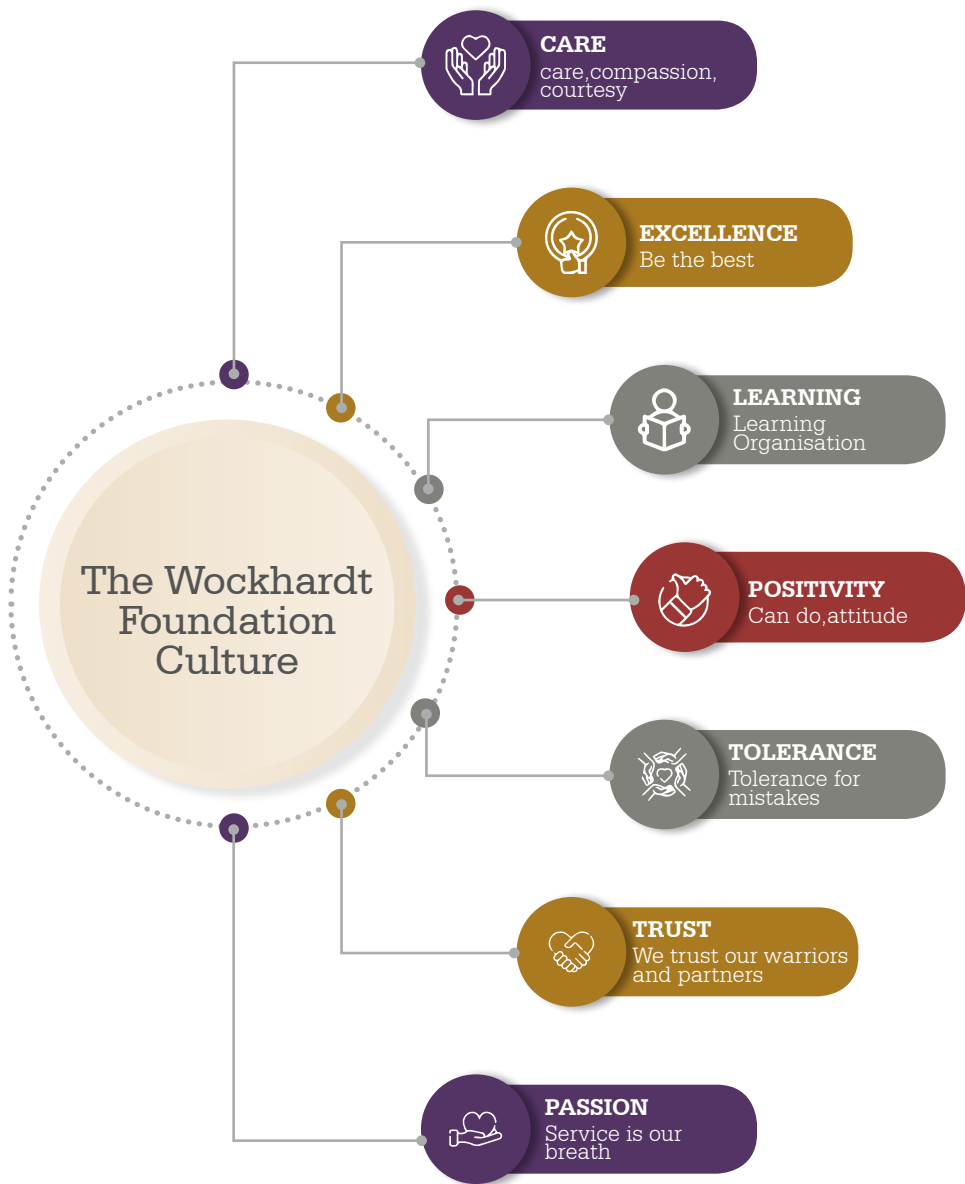 CARE
care,compassion,
courtesy
EXCELLENCE
Be the best
LEARNING
Learning
Organisation
The Wockhardt
Foundation
Culture
POSITIVITY
Can do,attitude
TOLERANCE
Tolerance for
mistakes
TRUST
We trust our warriors
and partners
PASSION
Service is our
breath